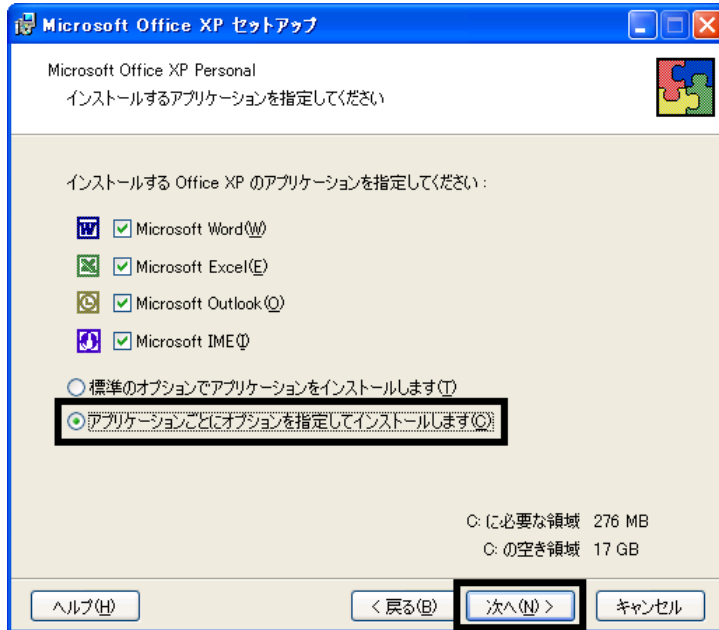 Microsoft Office XP セットアップ
Microsoft Office XP Personal
インストールするアプリケーションを指定してください
インストールする Office XP のアプリケーションを指定してください：
Microsoft Word(W)
Microsoft Excel(E)
Microsoft Outlook(O)
Microsoft IME(I)
標準のオプションでアプリケーションをインストールします(T)
アプリケーションごとにオプションを指定してインストールします(C)
C: に必要な領域 276 MB
C: の空き領域 17 GB
ヘルプ(H) < 戻る(B) 次へ(N) > キャンセル